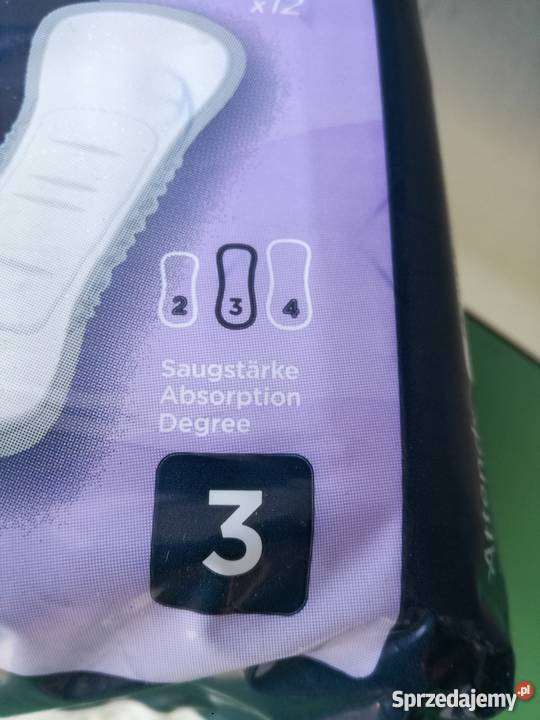 x12
2 3 4
Saugstärke
Absorption
Degree
3
Sprzedajemy.pl